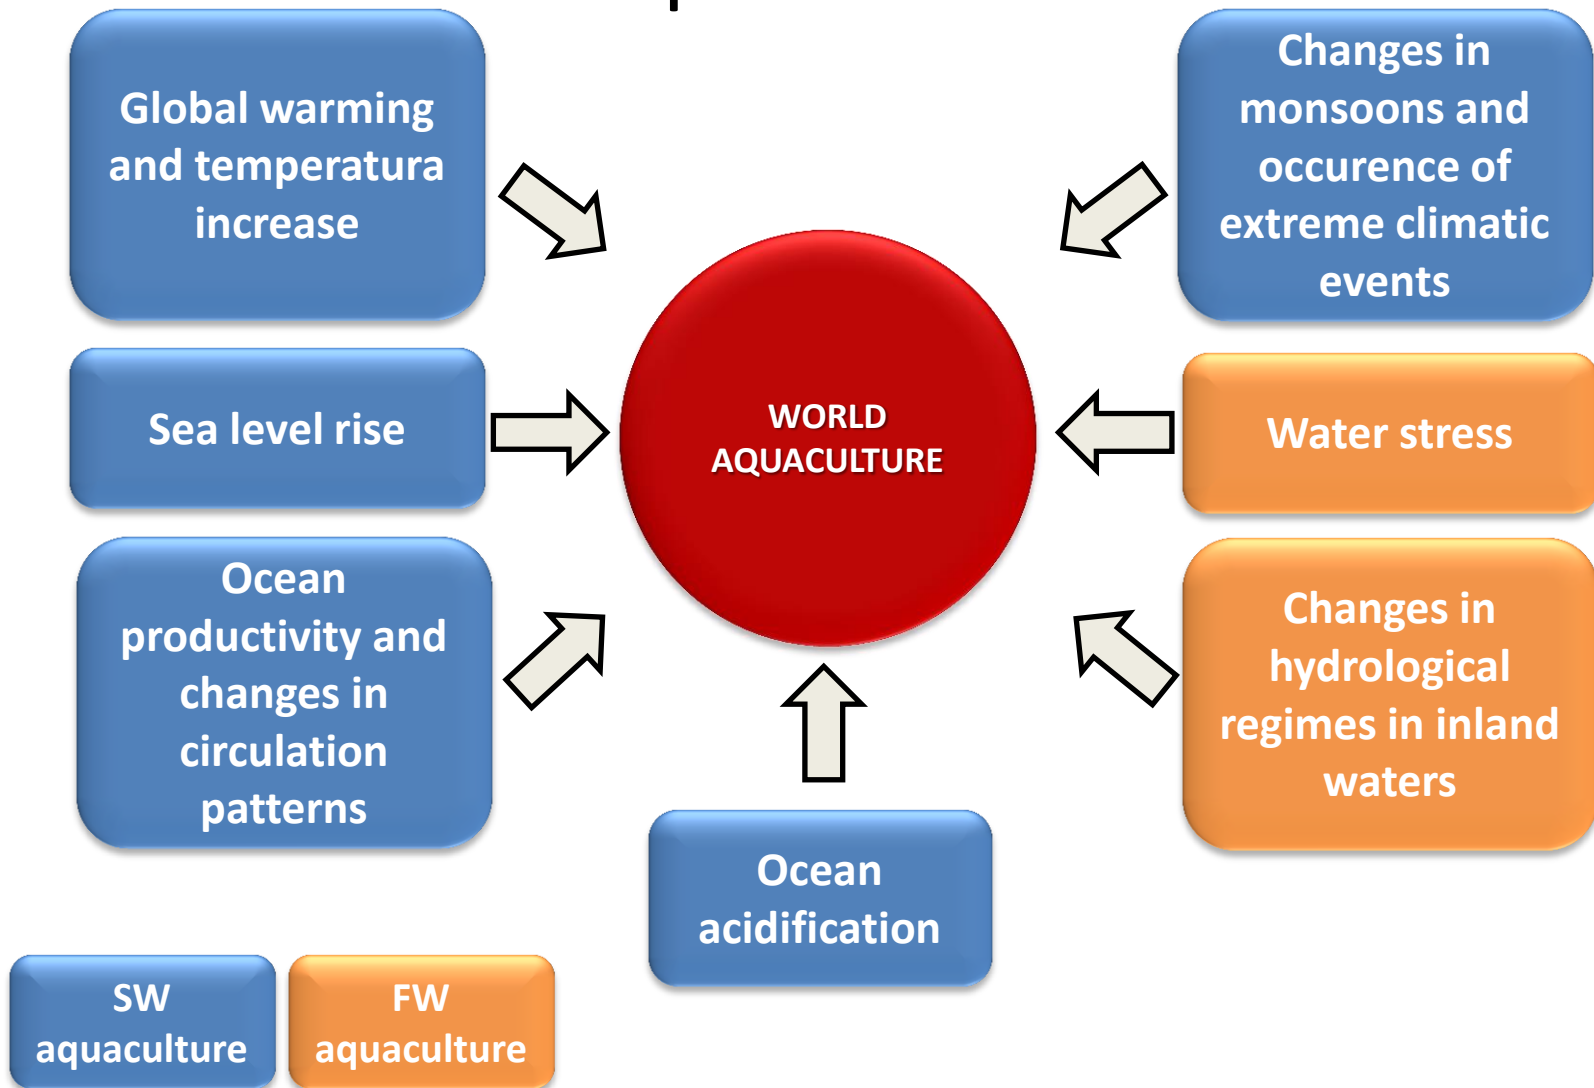 Global warming
and temperatura
increase
Changes in
monsoons and
occurence of
extreme climatic
events
Sea level rise
WORLD
AQUACULTURE
Water stress
Ocean
productivity and
changes in
circulation
patterns
Changes in
hydrological
regimes in inland
waters
Ocean
acidification
SW
aquaculture
FW
aquaculture